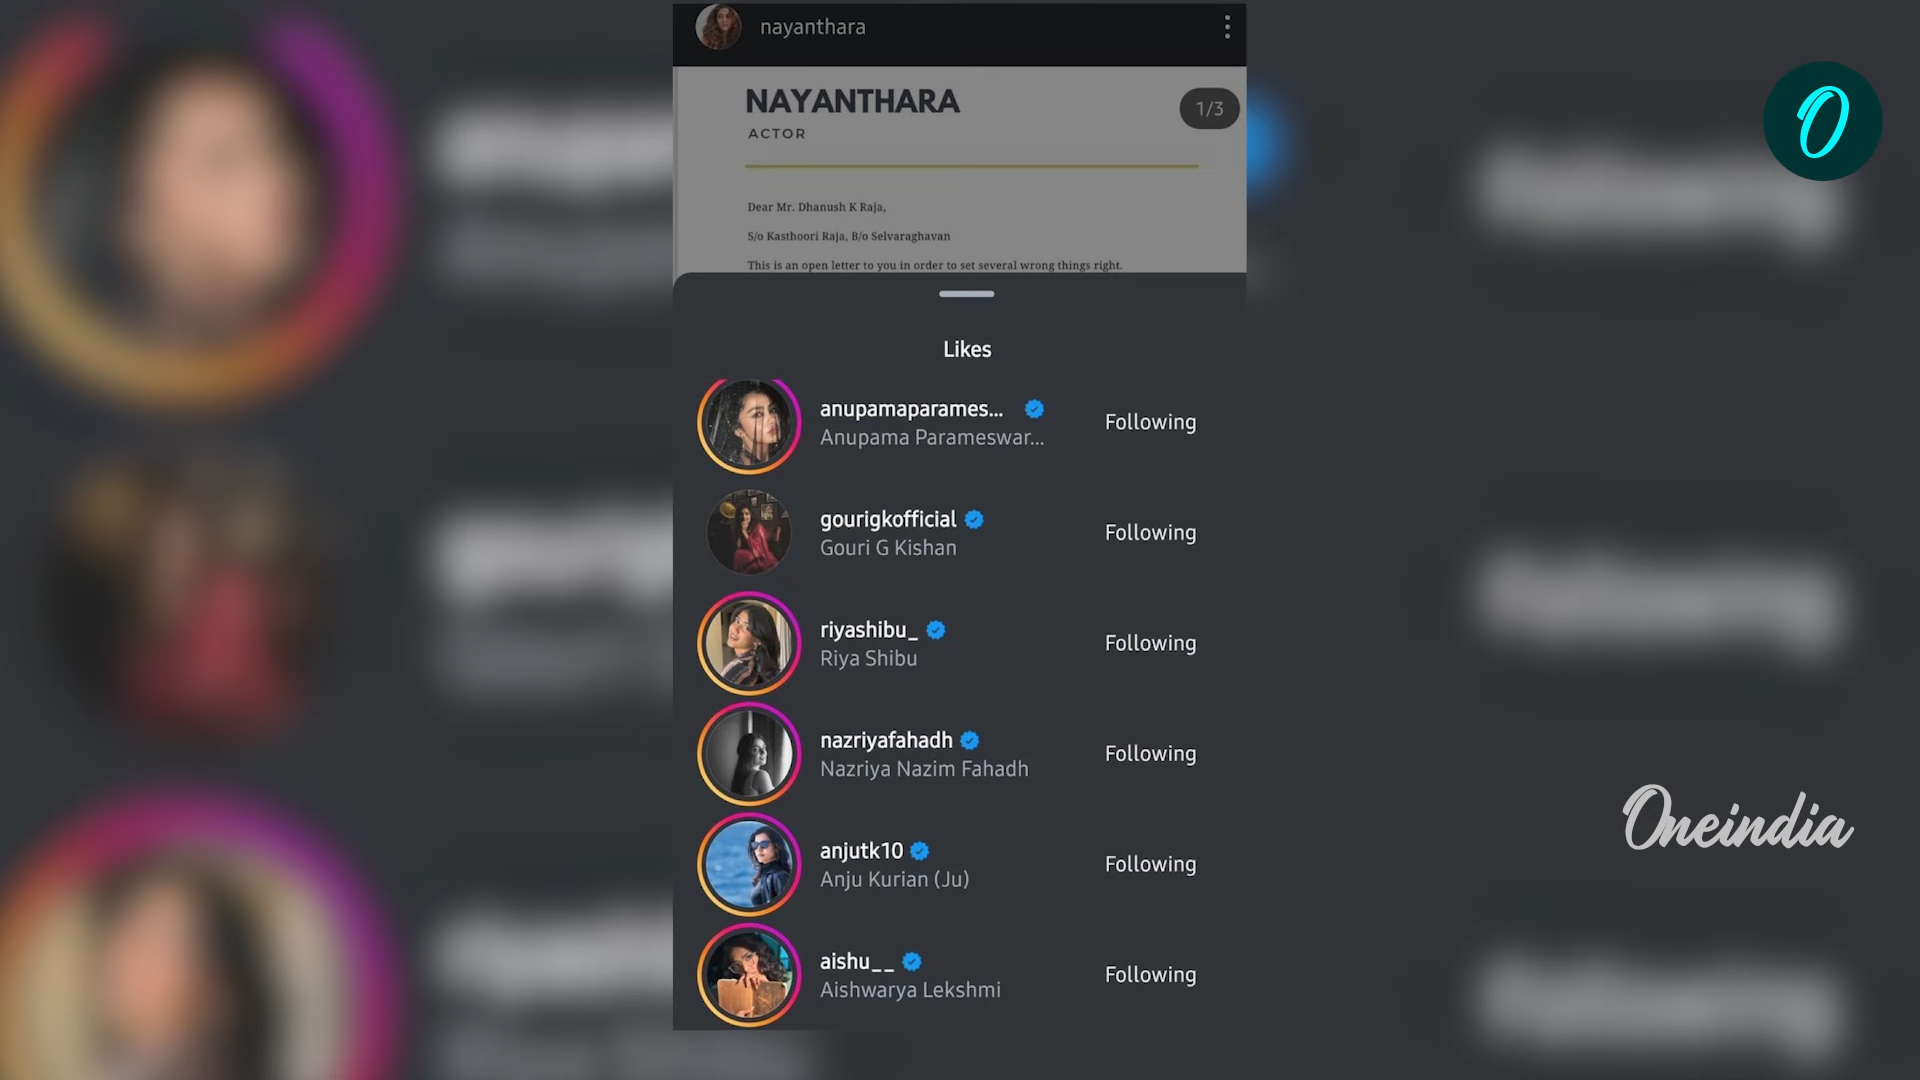 nayanthara
NAYANTHARA
1/3
ACTOR
Dear Mr. Dhanush K Raja,
S/o Kasthoori Raja, B/o Selvaraghavan
This is an open letter to you in order to set several wrong things right.
Likes
anupamaparames...
Following
Anupama Parameswar...
gourigkofficial
Following
Gouri G Kishan
riyashibu_
Following
Riya Shibu
nazriyafahadh
Following
Nazriya Nazim Fahadh
anjutk10
Following
Anju Kurian (Ju)
aishu__
Following
Aishwarya Lekshmi
O
Oneindia